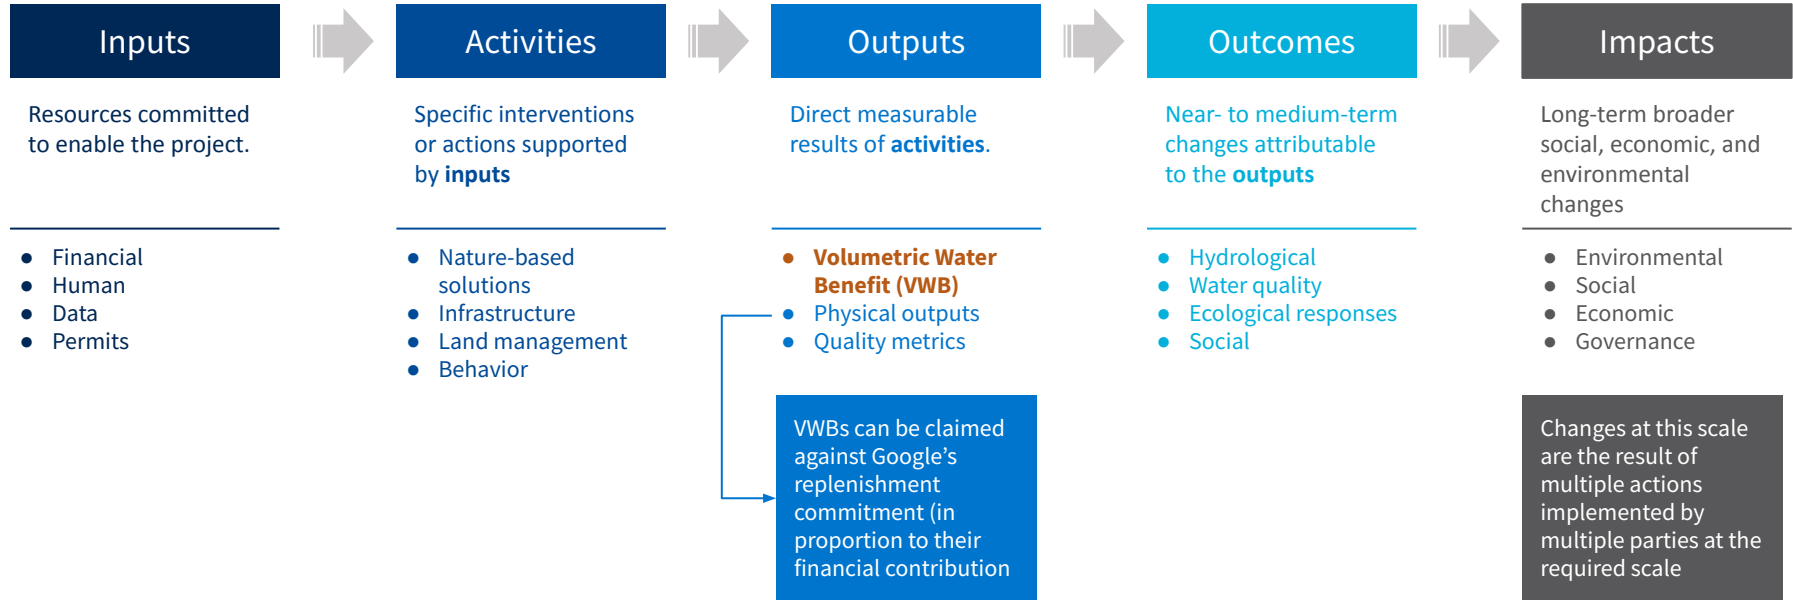 Inputs
Activities
Outputs
Outcomes
Impacts
Resources committed
to enable the project.
Specific interventions
or actions supported
by inputs
Direct measurable
results of activities.
Near- to medium-term
changes attributable
to the outputs
Long-term broader
social, economic, and
environmental
changes
● Financial
● Human
● Data
● Permits
● Nature-based
solutions
● Infrastructure
● Land management
● Behavior
● Volumetric Water
Benefit (VWB)
● Physical outputs
● Quality metrics
● Hydrological
● Water quality
● Ecological responses
● Social
● Environmental
● Social
● Economic
● Governance
VWBs can be claimed
against Google’s
replenishment
commitment (in
proportion to their
financial contribution
Changes at this scale
are the result of
multiple actions
implemented by
multiple parties at the
required scale